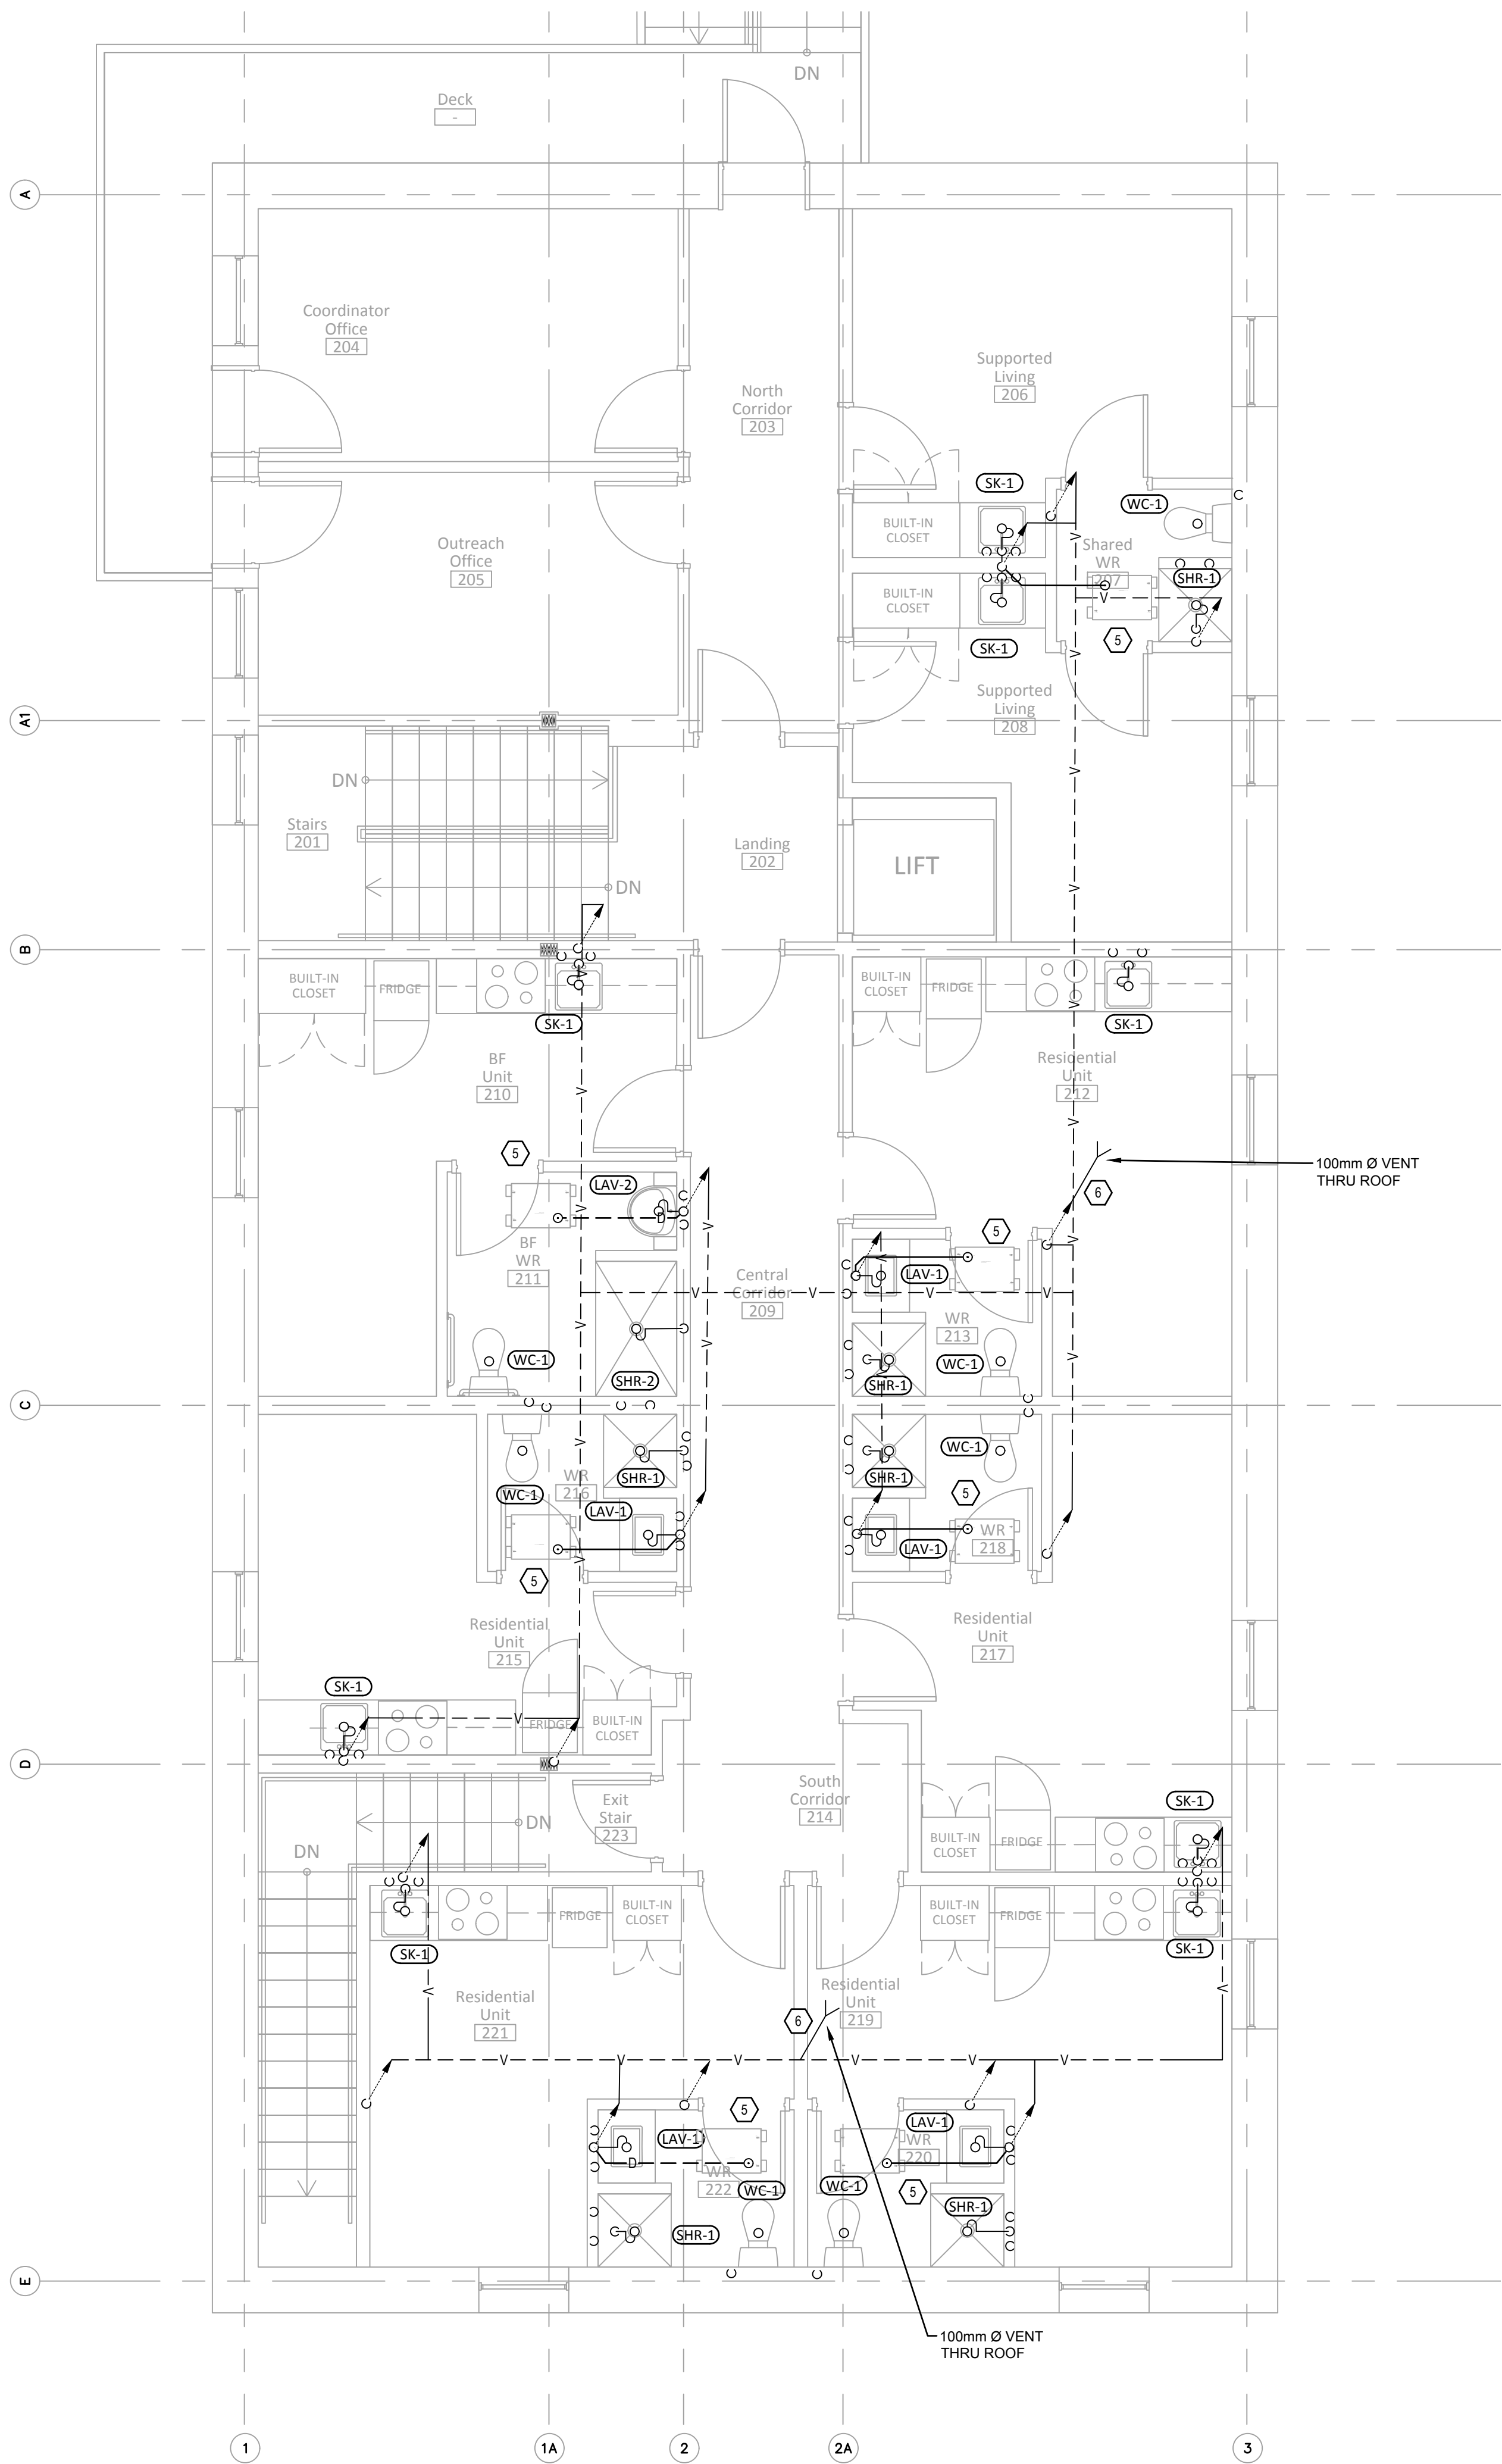 DN
Deck
-
A
Coordinator
Office
204
Supported
Living
206
North
Corridor
203
SK-1
WC-1
BUILT-IN
CLOSET
Outreach
Office
205
V
Shared
WR
207
SHR-1
BUILT-IN
CLOSET
V
5
SK-1
V
Supported
Living
208
A1
V
DN
Stairs
201
Landing
202
LIFT
V
DN
B
V
BUILT-IN
CLOSET
FRIDGE
BUILT-IN
CLOSET
FRIDGE
V
SK-1
SK-1
BF
Unit
210
V
Residential
Unit
212
V
5
100mm Ø VENT
THRU ROOF
LAV-2
6
V
D
V
5
V
BF
WR
211
V
Central
Corridor
209
LAV-1
V
V
V
V
V
V
WR
213
V
WC-1
WC-1
V
SHR-2
SHR-1
C
V
V
WC-1
SHR-1
SHR-1
WR
216
WC-1
5
LAV-1
WR
218
LAV-1
V
5
Residential
Unit
215
Residential
Unit
217
SK-1
V
FRIDGE
BUILT-IN
CLOSET
D
South
Corridor
214
Exit
Stair
223
SK-1
DN
DN
BUILT-IN
CLOSET
FRIDGE
BUILT-IN
CLOSET
FRIDGE
BUILT-IN
CLOSET
FRIDGE
SK-1
SK-1
V
V
Residential
Unit
221
Residential
Unit
219
6
V
V
V
V
V
V
5
LAV-1
LAV-1
WR
220
D
WR
222
WC-1
WC-1
5
SHR-1
SHR-1
E
100mm Ø VENT
THRU ROOF
1
1A
2
2A
3